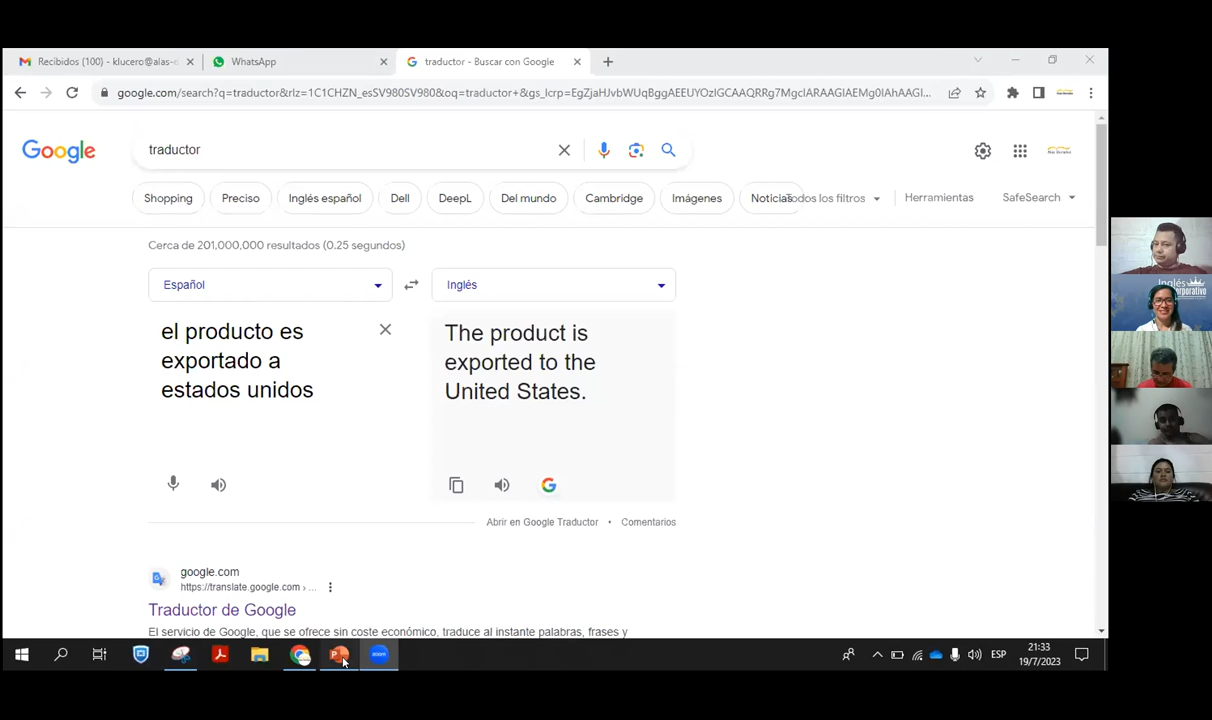 Recibidos (100) - klucero@alas-e
WhatsApp
traductor - Buscar con Google
google.com/search?q=traductor&rlz=1C1CHZN_esSV980SV980&oq=traductor+&gs_lcrp=EgZjaHJvbWUqBggAEEUYOzIGCAAQRRg7MgcIARAAGIAEMg0IAhAAGI...
Google
traductor
Shopping
Preciso
Inglés español
Dell
DeepL
Del mundo
Cambridge
Imágenes
Noticias
Todos los filtros
Herramientas
SafeSearch
Cerca de 201,000,000 resultados (0.25 segundos)
Español
Inglés
el producto es
exportado a
estados unidos
The product is
exported to the
United States.
Abrir en Google Traductor • Comentarios
google.com
https://translate.google.com › ...
Traductor de Google
El servicio de Google, que se ofrece sin coste económico, traduce al instante palabras, frases y
zoom
ESP
21:33
19/7/2023
Inglés
orporativo